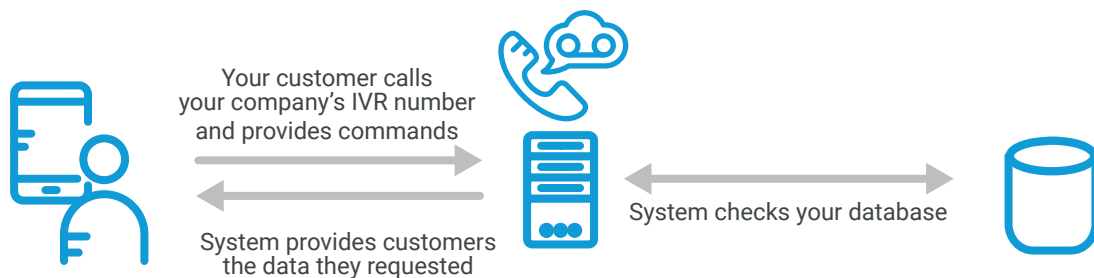 Your customer calls
your company’s IVR number
and provides commands
System provides customers
the data they requested
System checks your database